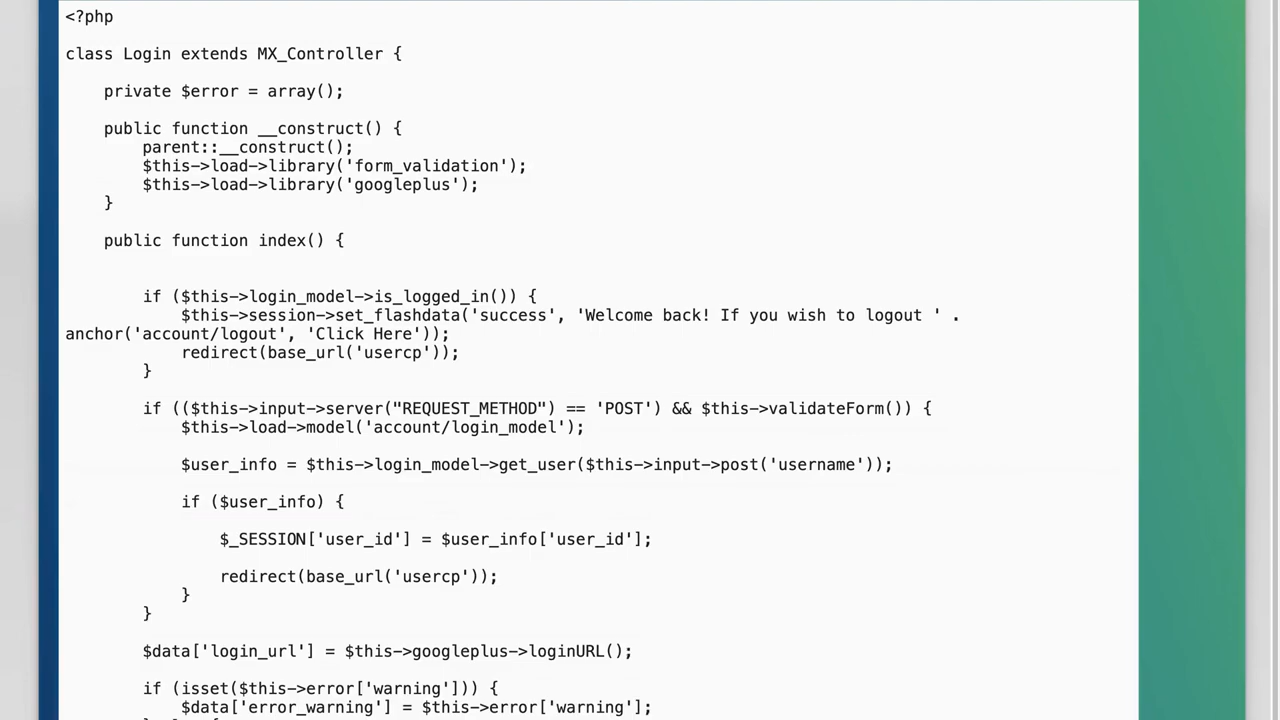 <?php
class Login extends MX_Controller {
private $error = array();
public function __construct() {
parent::__construct();
$this->load->library('form_validation');
$this->load->library('googleplus');
}
public function index() {
if ($this->login_model->is_logged_in()) {
$this->session->set_flashdata('success', 'Welcome back! If you wish to logout ' .
anchor('account/logout', 'Click Here'));
redirect(base_url('usercp'));
}
if (($this->input->server("REQUEST_METHOD") == 'POST') && $this->validateForm()) {
$this->load->model('account/login_model');
$user_info = $this->login_model->get_user($this->input->post('username'));
if ($user_info) {
$_SESSION['user_id'] = $user_info['user_id'];
redirect(base_url('usercp'));
}
}
$data['login_url'] = $this->googleplus->loginURL();
if (isset($this->error['warning'])) {
$data['error_warning'] = $this->error['warning'];